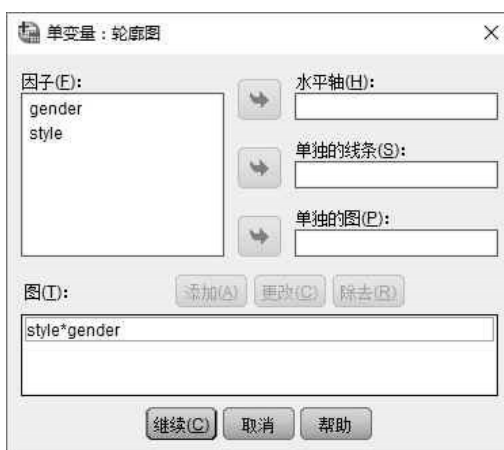 单变量：轮廓图
因子(F):
gender
style
水平轴(H):
单独的线条(S):
单独的图(P):
图(T):
添加(A) 更改(C) 除去(R)
style*gender
继续(C) 取消 帮助